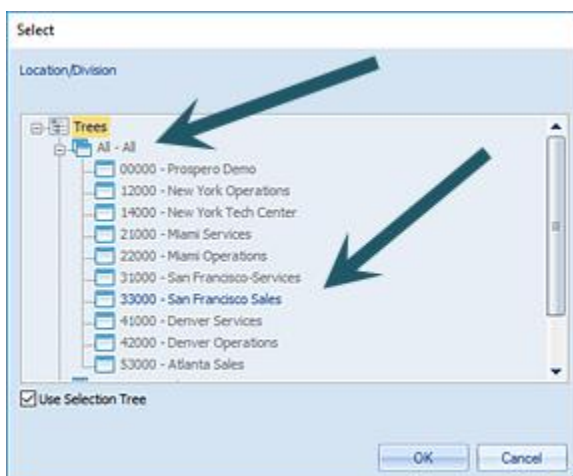 Select
Location/Division
Trees
All - All
00000 - Prospero Demo
12000 - New York Operations
14000 - New York Tech Center
21000 - Miami Services
22000 - Miami Operations
31000 - San Francisco-Services
33000 - San Francisco Sales
41000 - Denver Services
42000 - Denver Operations
53000 - Atlanta Sales
Use Selection Tree
OK Cancel